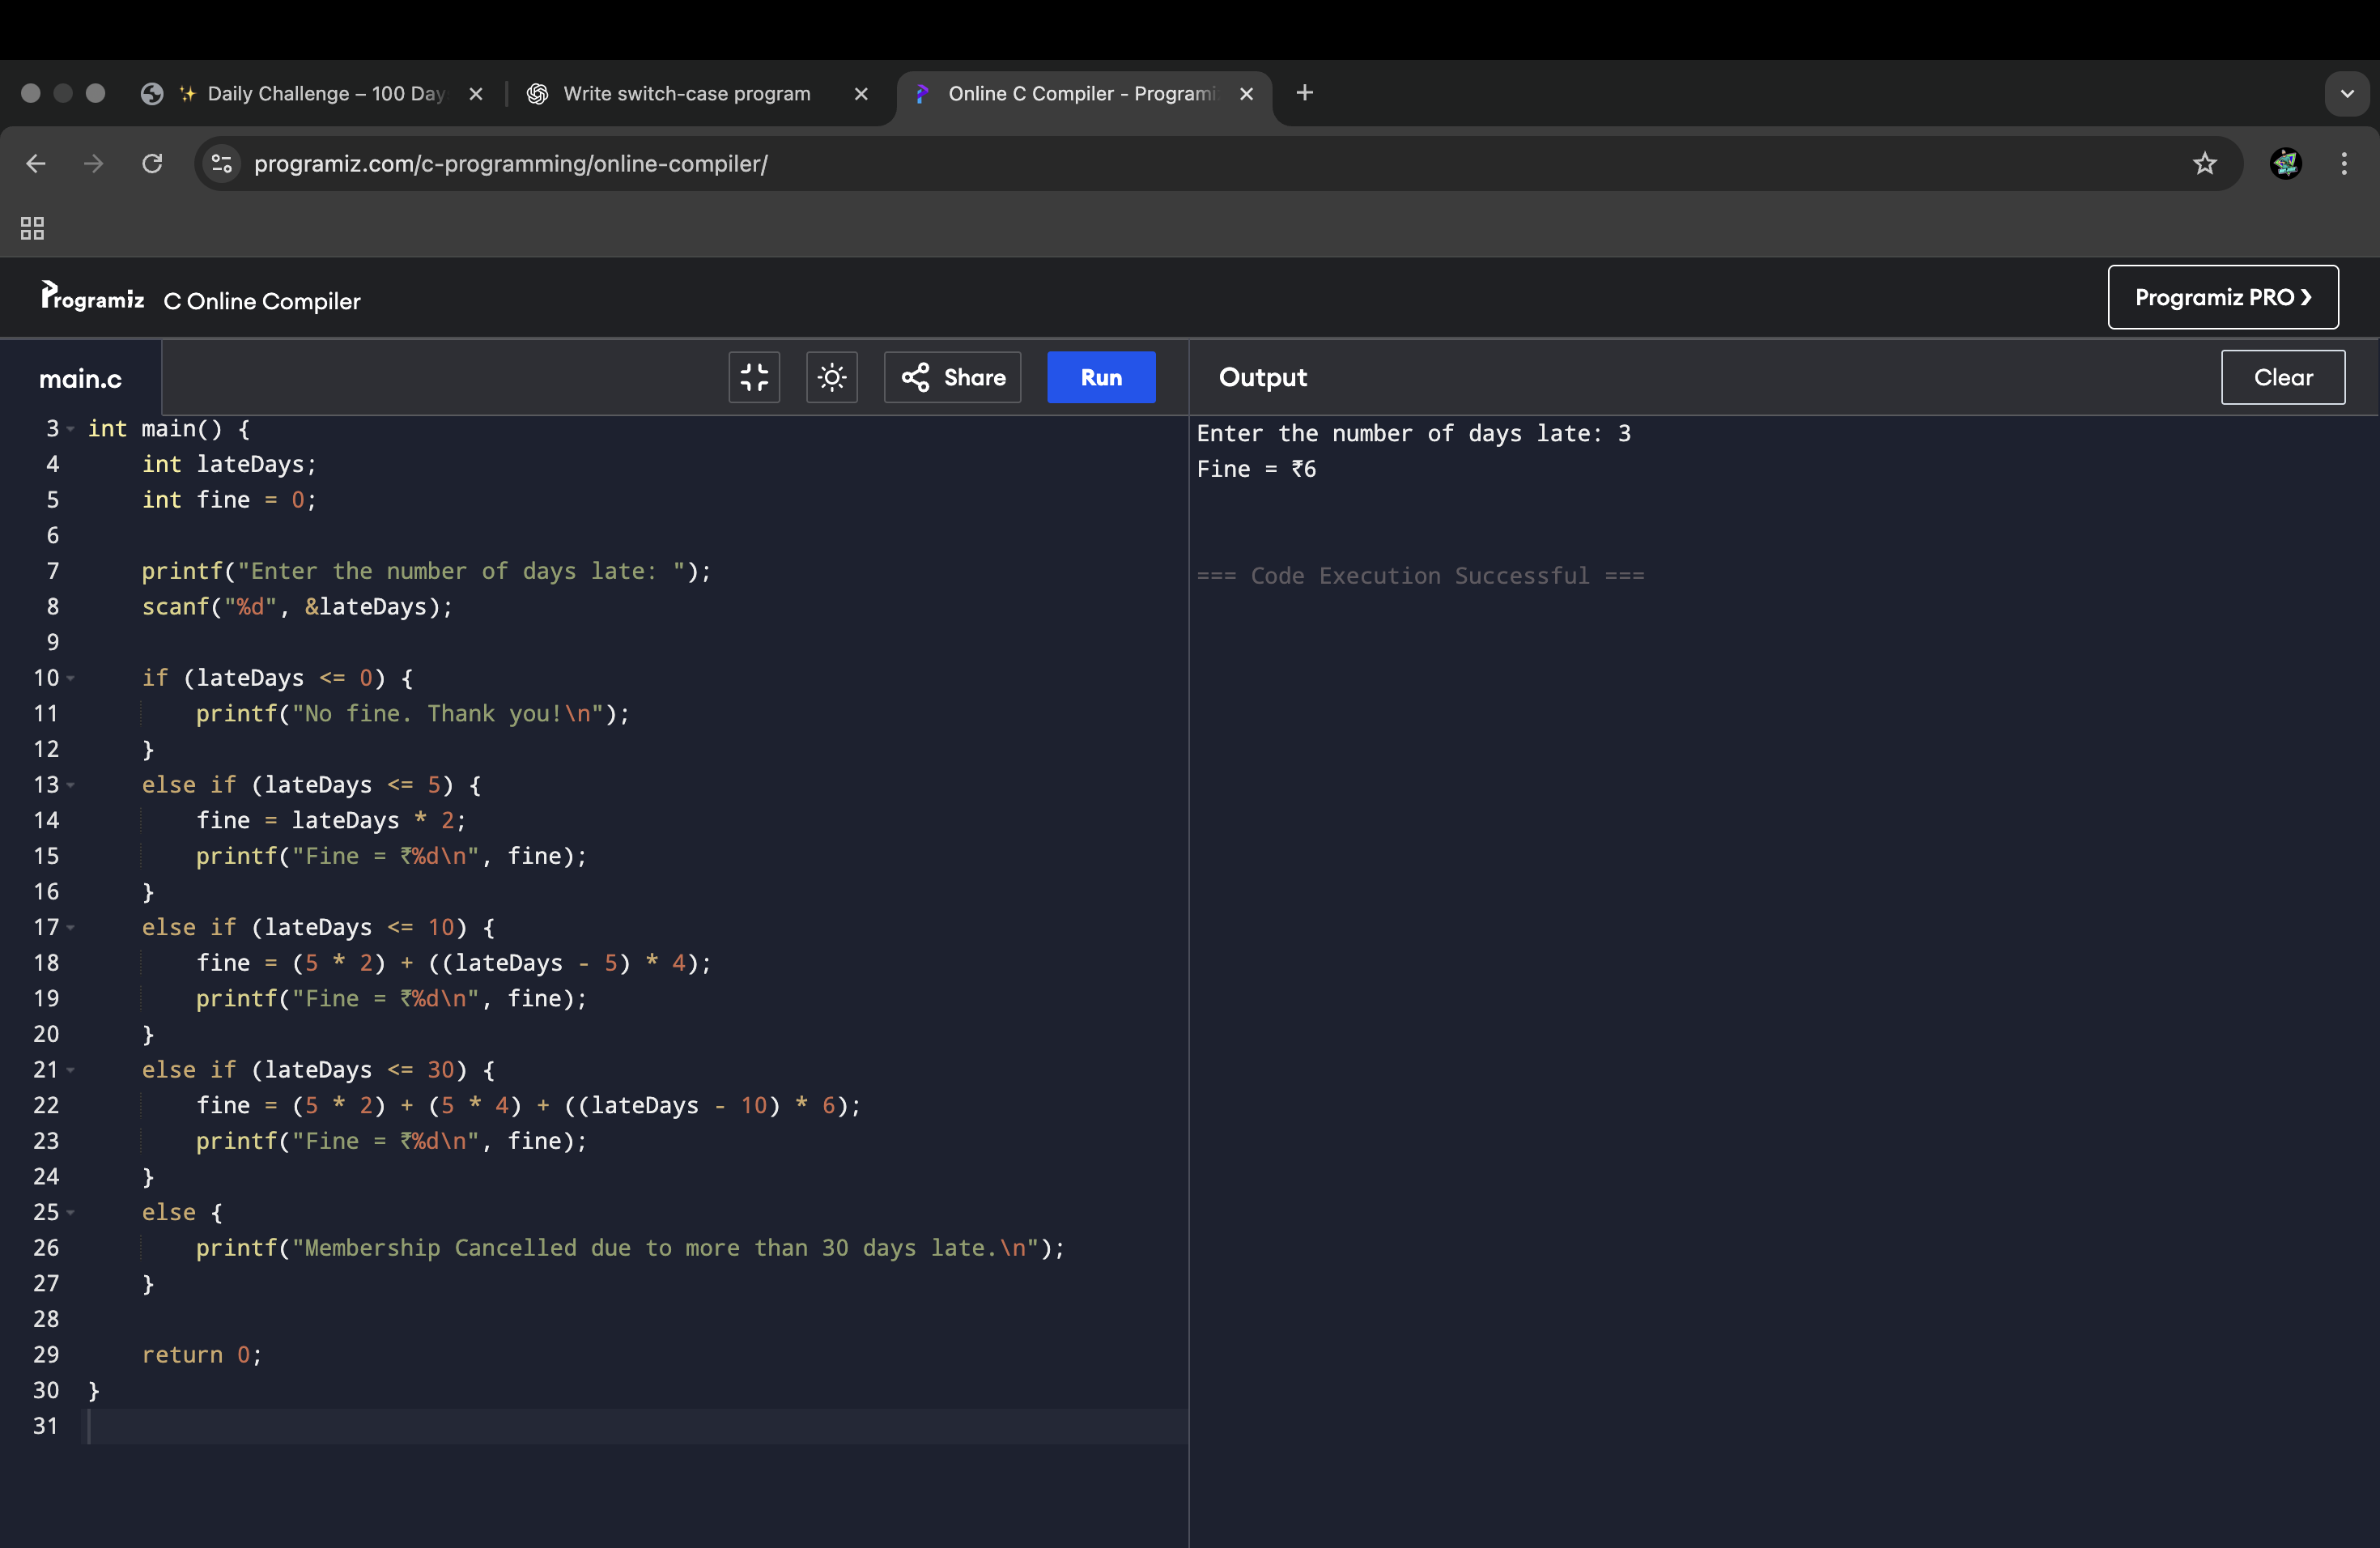 ✨ Daily Challenge – 100 Day
Write switch-case program
Online C Compiler - Programi
programiz.com/c-programming/online-compiler/
Programiz C Online Compiler
Programiz PRO ❯
main.c
Share
Run
Output
Clear
3 int main() {
4     int lateDays;
5     int fine = 0;
6
7     printf("Enter the number of days late: ");
8     scanf("%d", &lateDays);
9
10     if (lateDays <= 0) {
11         printf("No fine. Thank you!\n");
12     }
13     else if (lateDays <= 5) {
14         fine = lateDays * 2;
15         printf("Fine = ₹%d\n", fine);
16     }
17     else if (lateDays <= 10) {
18         fine = (5 * 2) + ((lateDays - 5) * 4);
19         printf("Fine = ₹%d\n", fine);
20     }
21     else if (lateDays <= 30) {
22         fine = (5 * 2) + (5 * 4) + ((lateDays - 10) * 6);
23         printf("Fine = ₹%d\n", fine);
24     }
25     else {
26         printf("Membership Cancelled due to more than 30 days late.\n");
27     }
28
29     return 0;
30 }
31
Enter the number of days late: 3
Fine = ₹6
=== Code Execution Successful ===